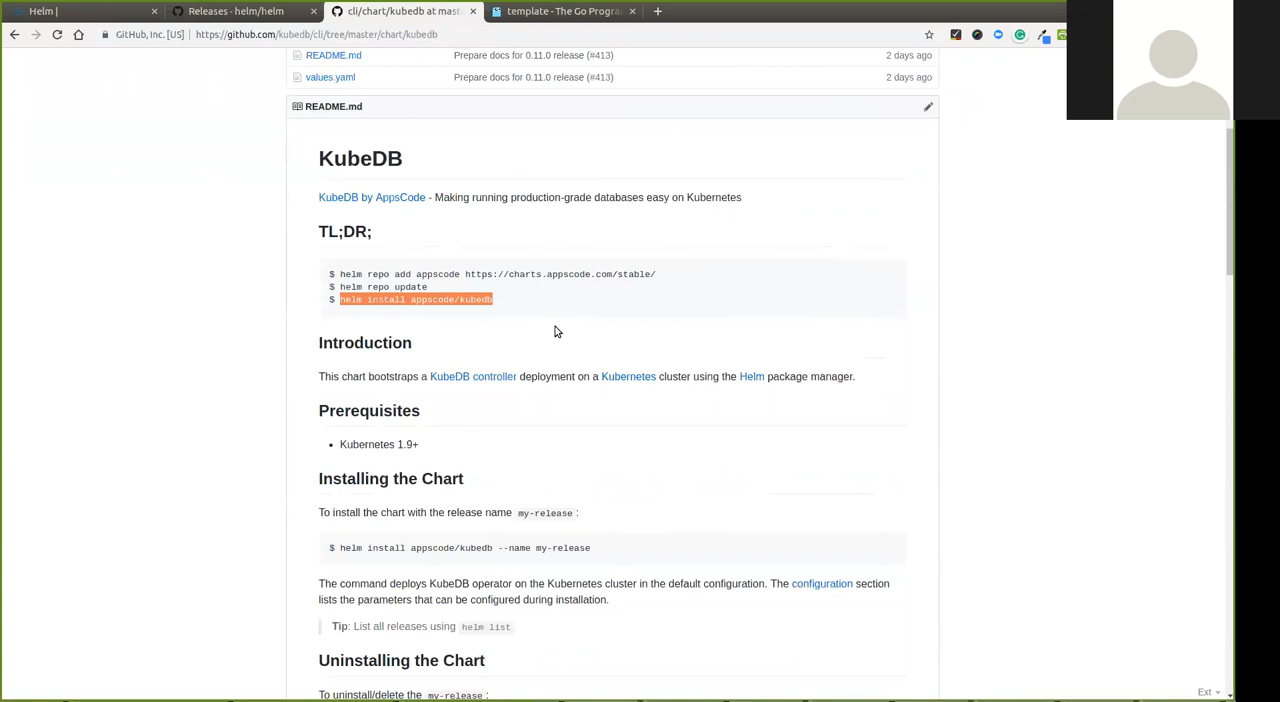 Helm |
Releases · helm/helm
cli/chart/kubedb at mast
template - The Go Progra
GitHub, Inc. [US]
https://github.com/kubedb/cli/tree/master/chart/kubedb
README.md Prepare docs for 0.11.0 release (#413) 2 days ago
values.yaml Prepare docs for 0.11.0 release (#413) 2 days ago
README.md
KubeDB
KubeDB by AppsCode - Making running production-grade databases easy on Kubernetes
TL;DR;
$ helm repo add appscode https://charts.appscode.com/stable/
$ helm repo update
$ helm install appscode/kubedb
Introduction
This chart bootstraps a KubeDB controller deployment on a Kubernetes cluster using the Helm package manager.
Prerequisites
• Kubernetes 1.9+
Installing the Chart
To install the chart with the release name my-release :
$ helm install appscode/kubedb --name my-release
The command deploys KubeDB operator on the Kubernetes cluster in the default configuration. The configuration section
lists the parameters that can be configured during installation.
Tip: List all releases using helm list
Uninstalling the Chart
To uninstall/delete the my-release :
Ext